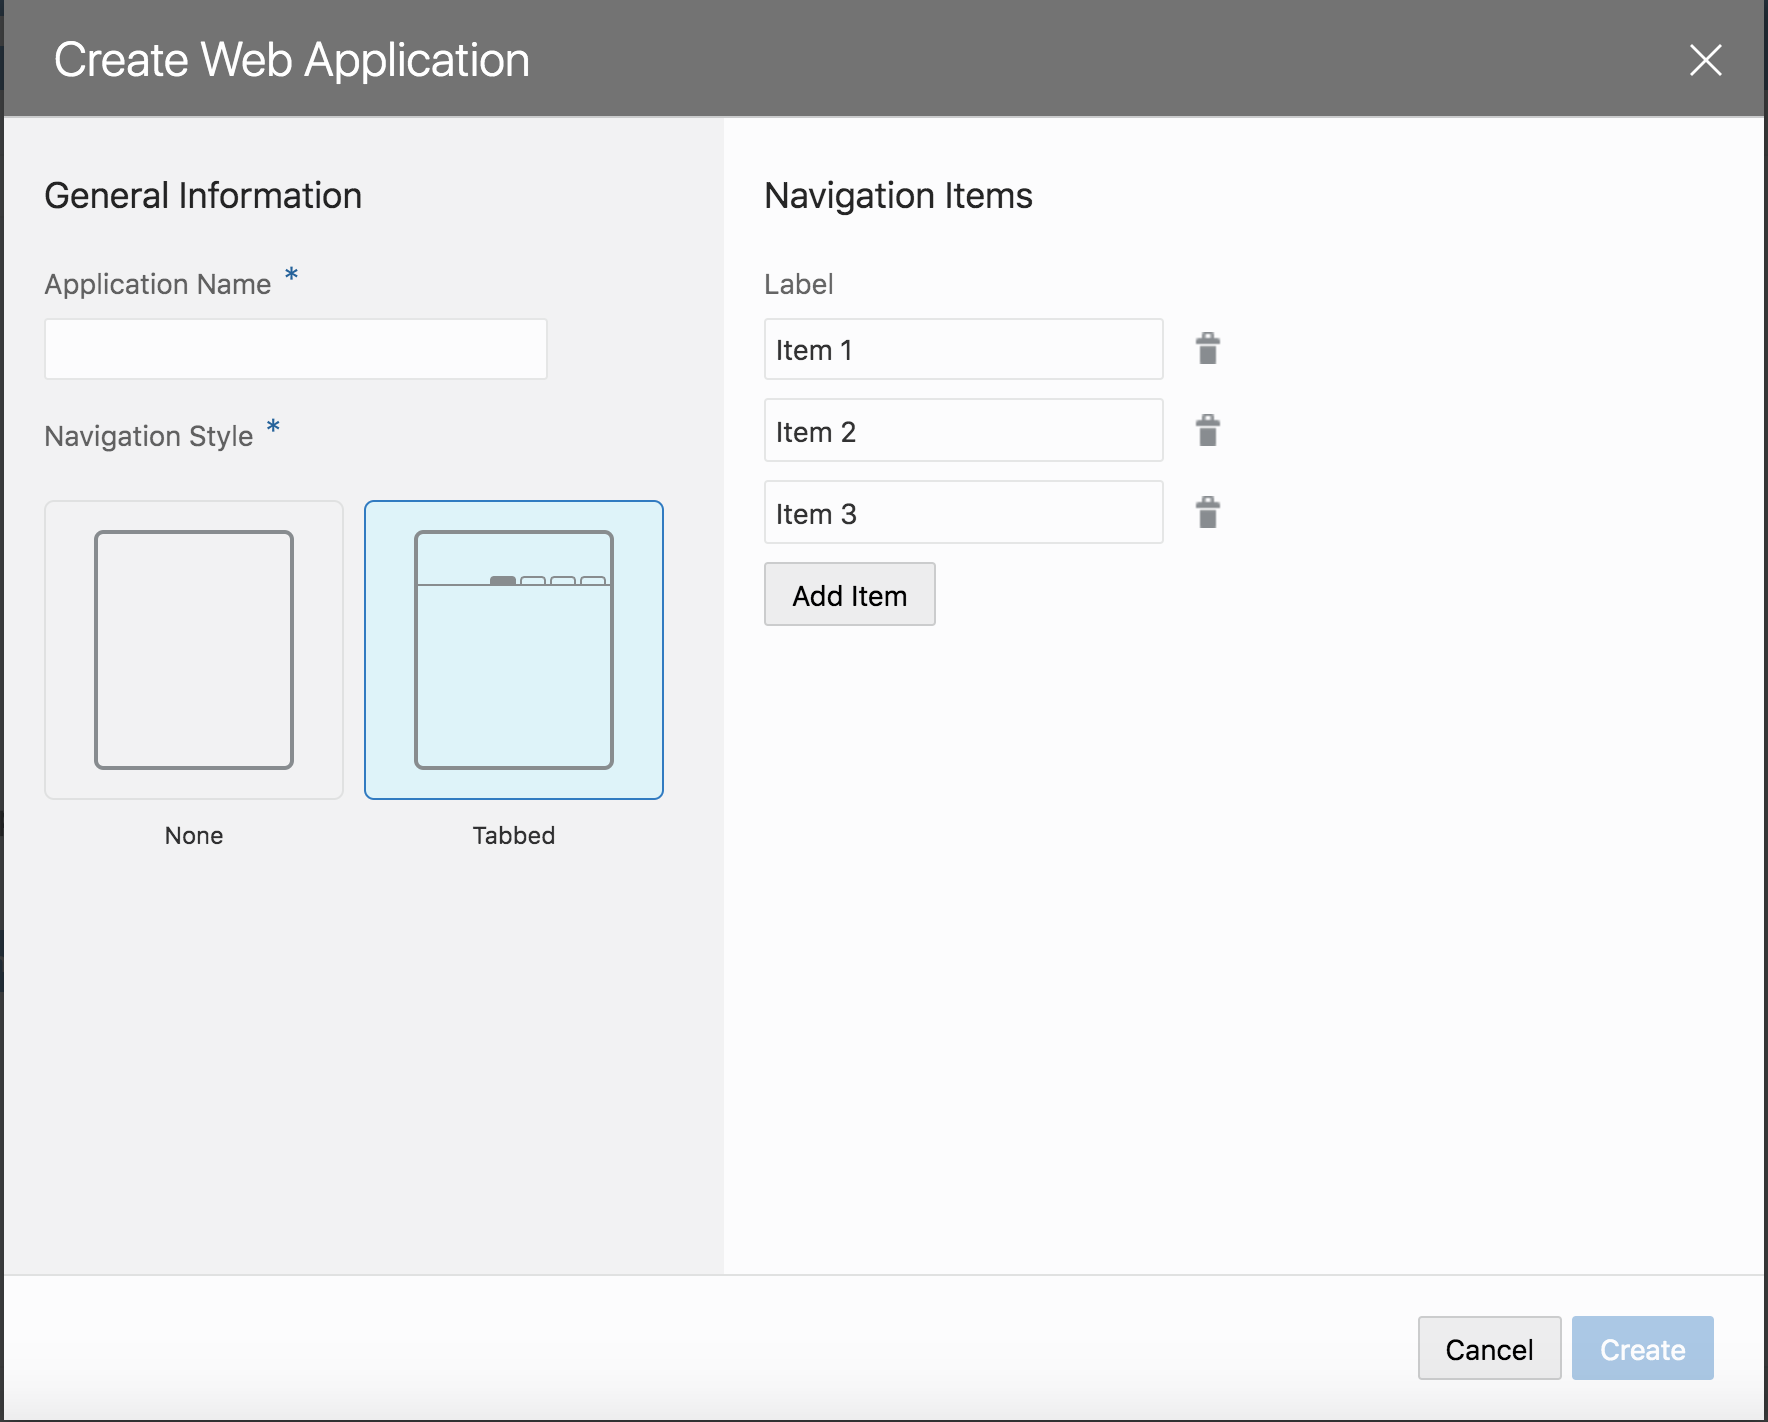 Create Web Application
General Information
Application Name *
Navigation Style *
None
Tabbed
Navigation Items
Label
Item 1
Item 2
Item 3
Add Item
Cancel
Create